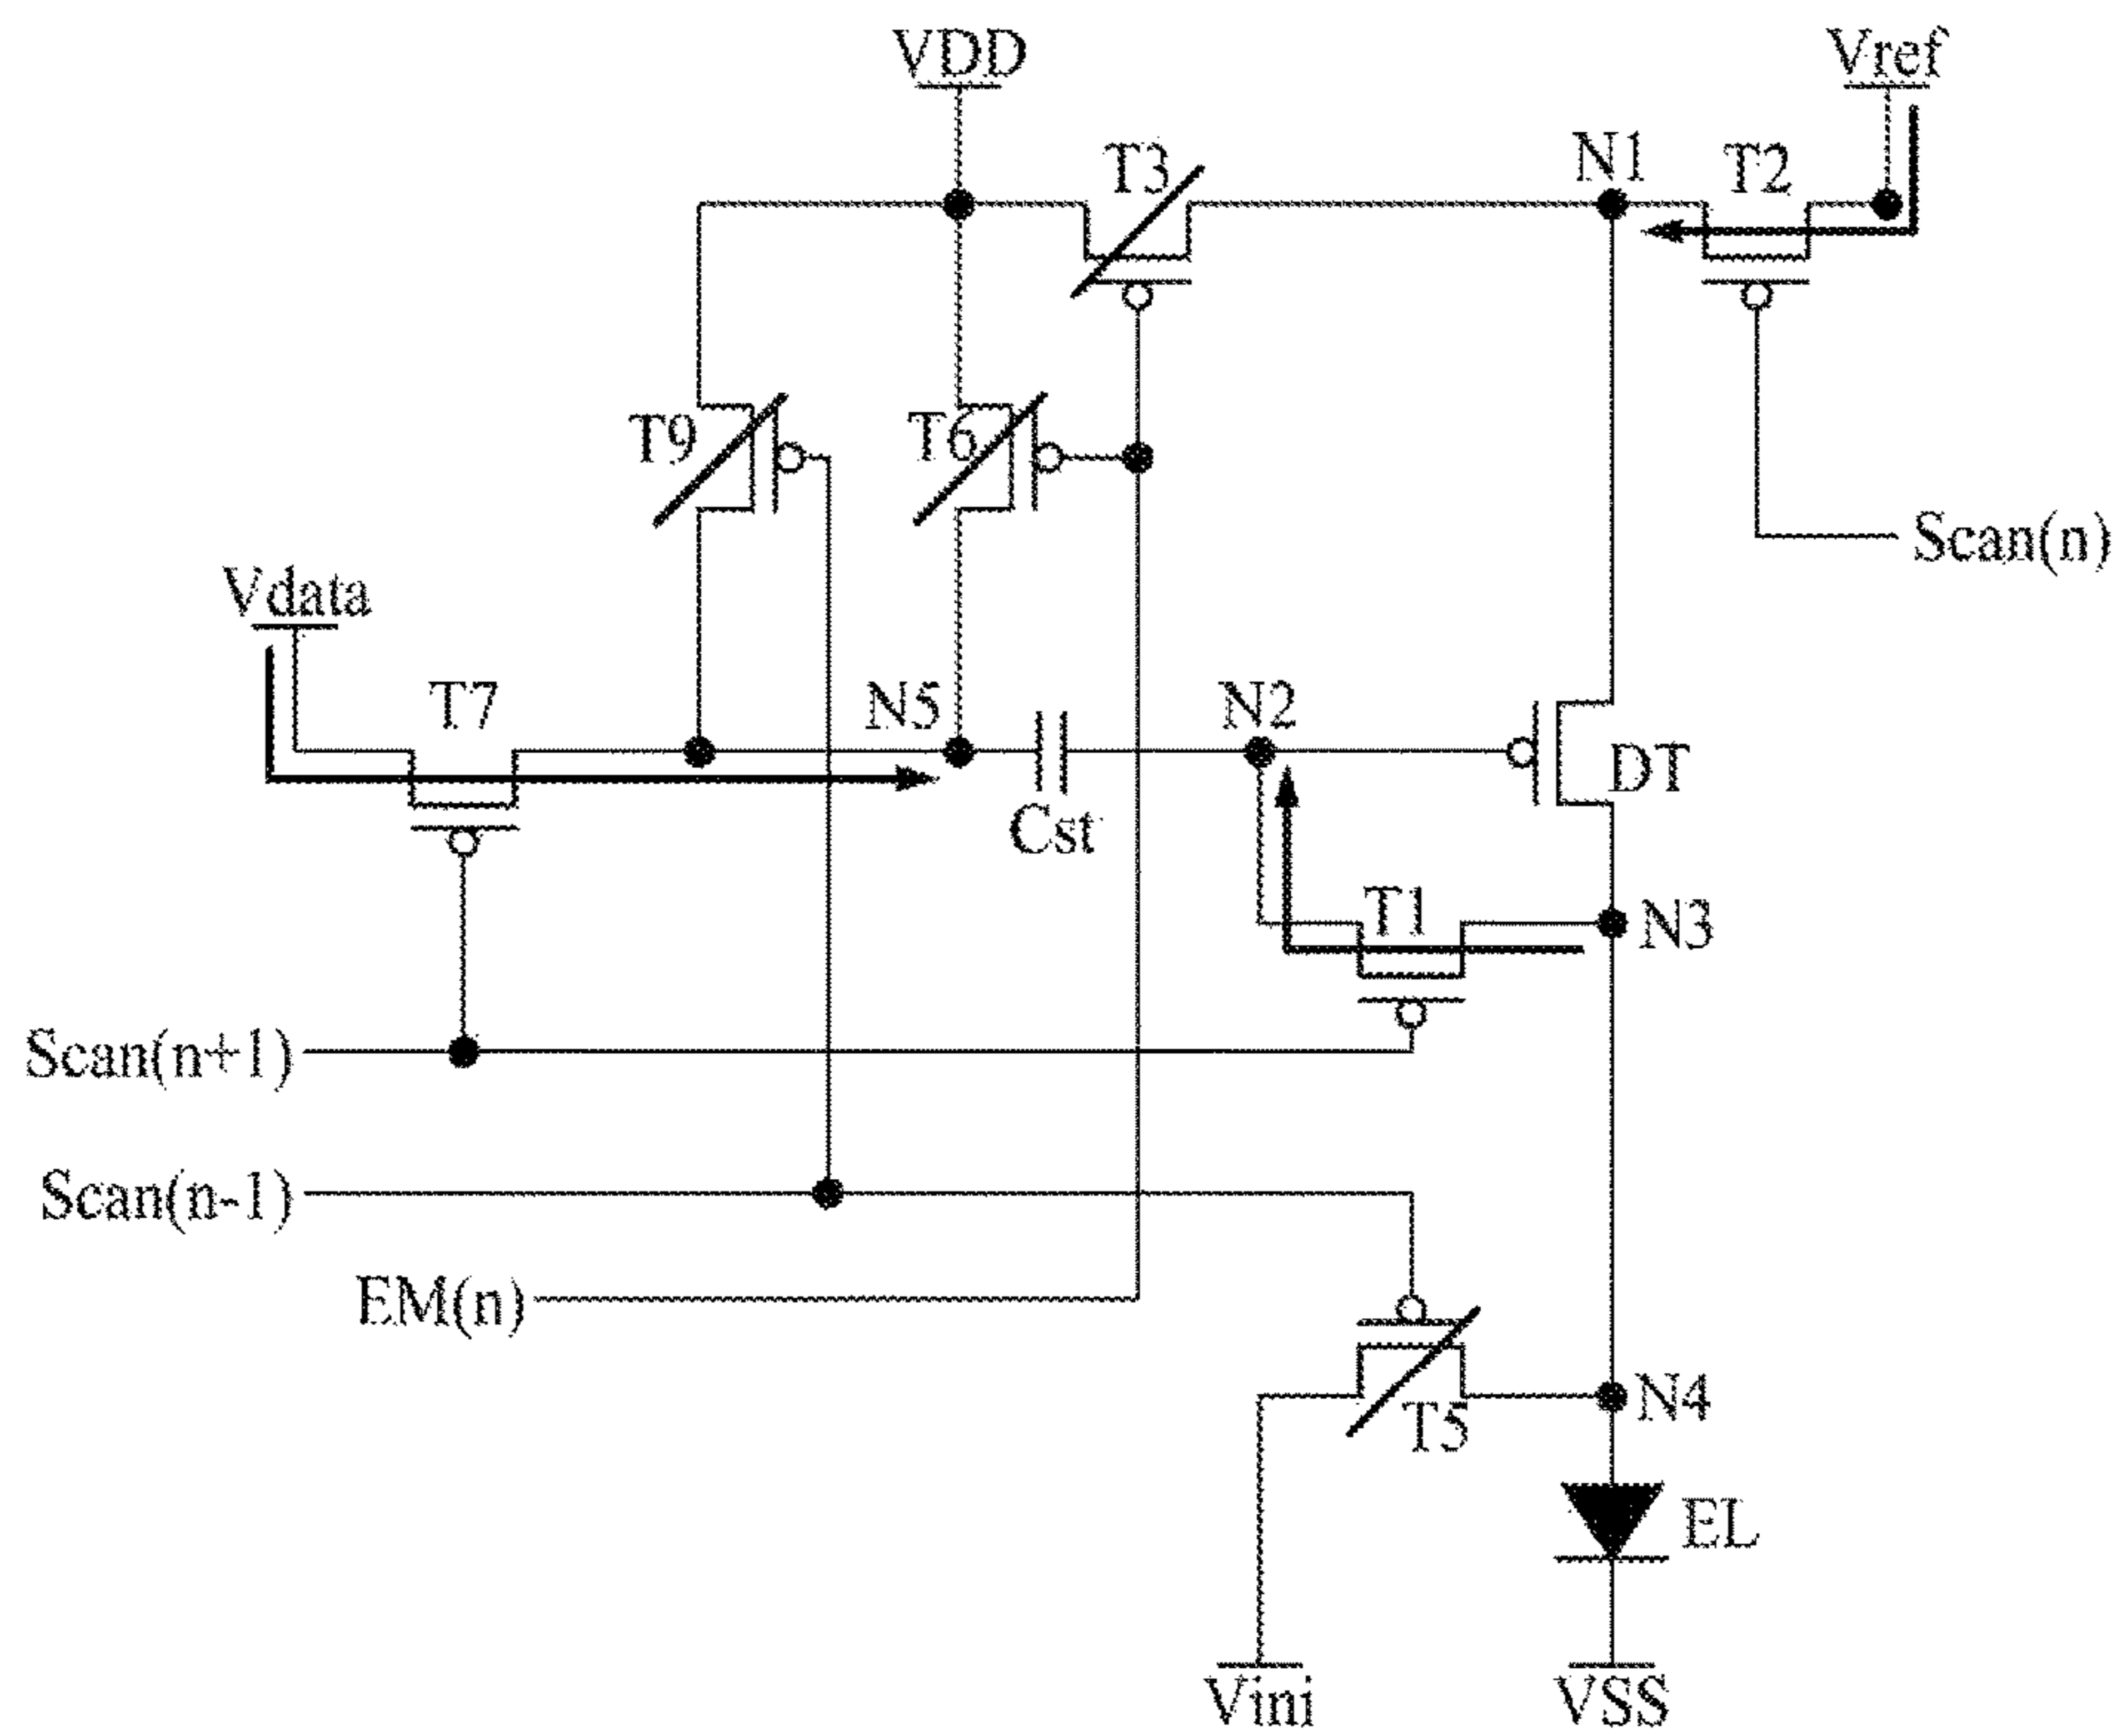 VDD
Vref
T3
N1
T2
T9
T6
Scan(n)
Vdata
T7
N5
N2
DT
Cst
T1
N3
Scan(n+1)
Scan(n-1)
EM(n)
T5
N4
EL
Vini
VSS